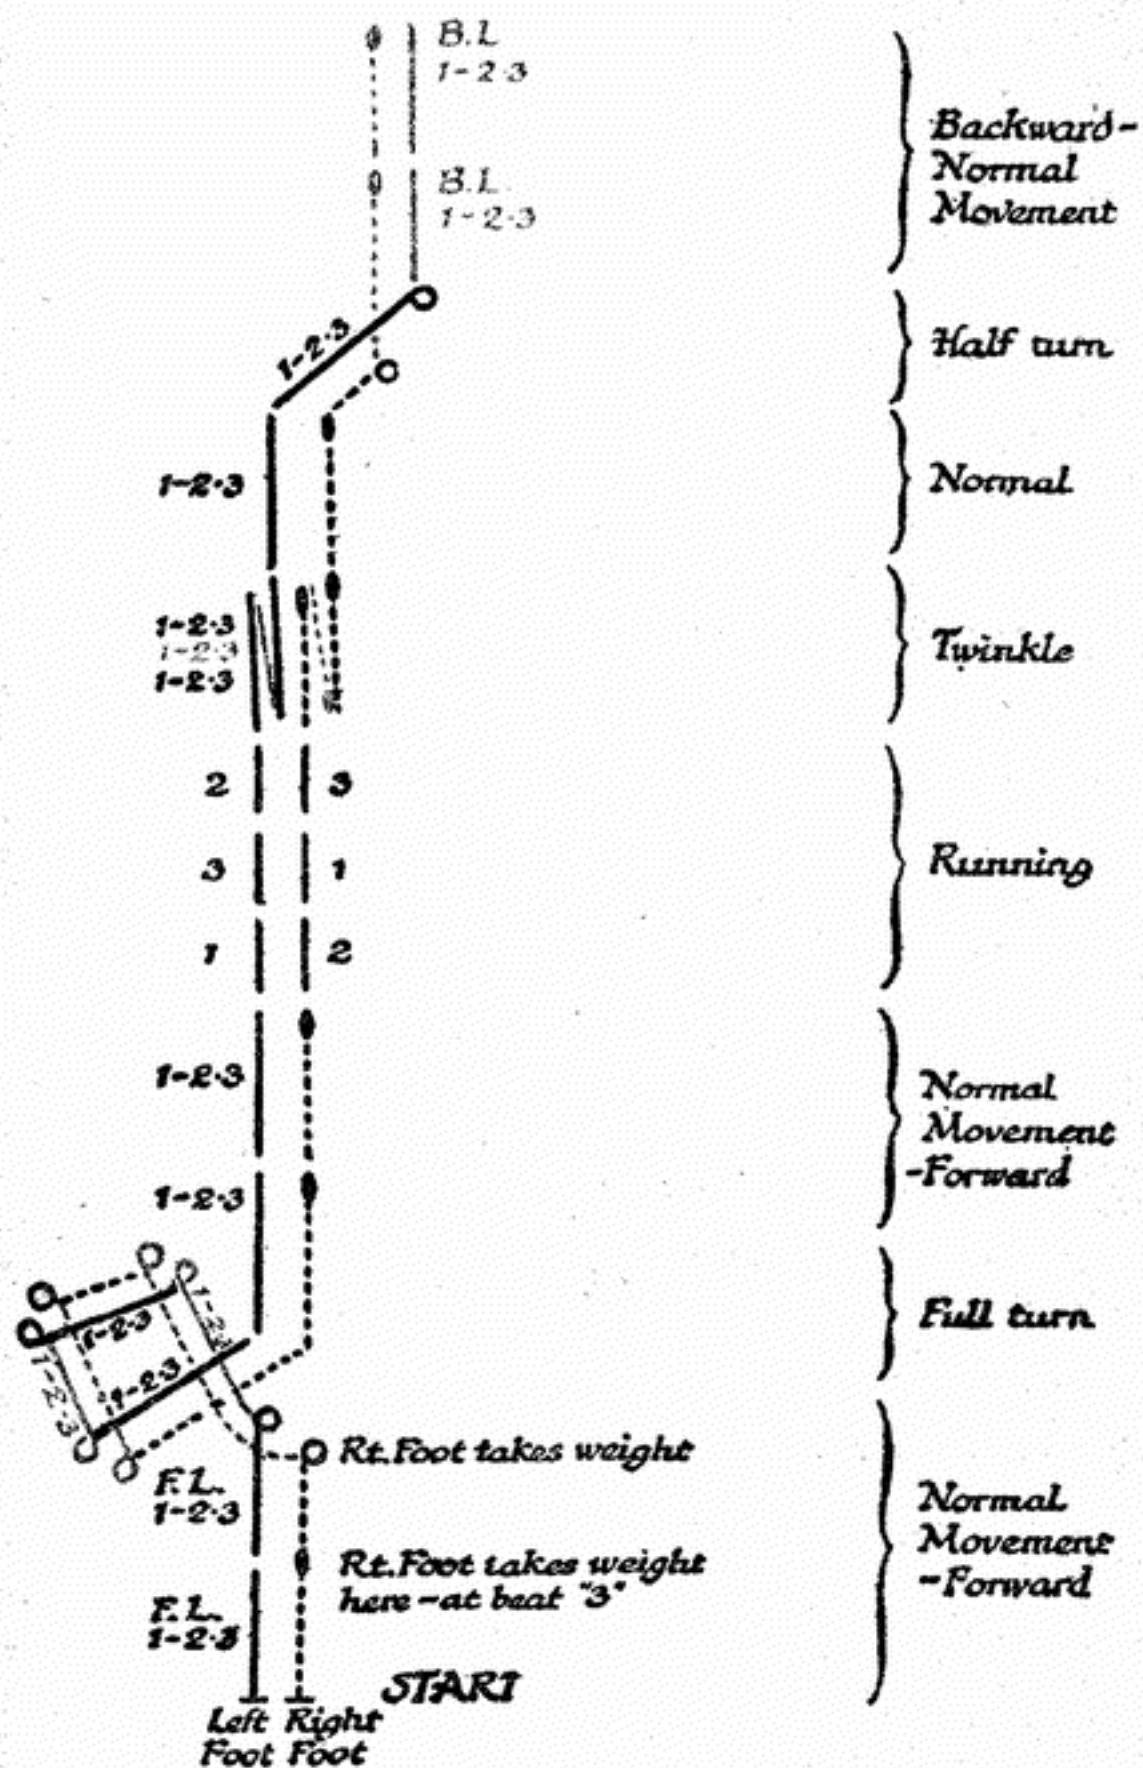 B.L
1-2-3
B.L.
1-2-3
Backward-
Normal
Movement
1-2-3
Half turn
1-2-3
Normal
1-2-3
1-2-3
1-2-3
Twinkle
2
3
3
1
1
2
Running
1-2-3
1-2-3
Normal
Movement
-Forward
1-2-3
1-2-3
1-2-3
1-2-3
Full turn
Rt. Foot takes weight
F.L.
1-2-3
Rt. Foot takes weight
here-at beat "3"
F.L.
1-2-3
Normal
Movement
-Forward
START
Left Right
Foot Foot